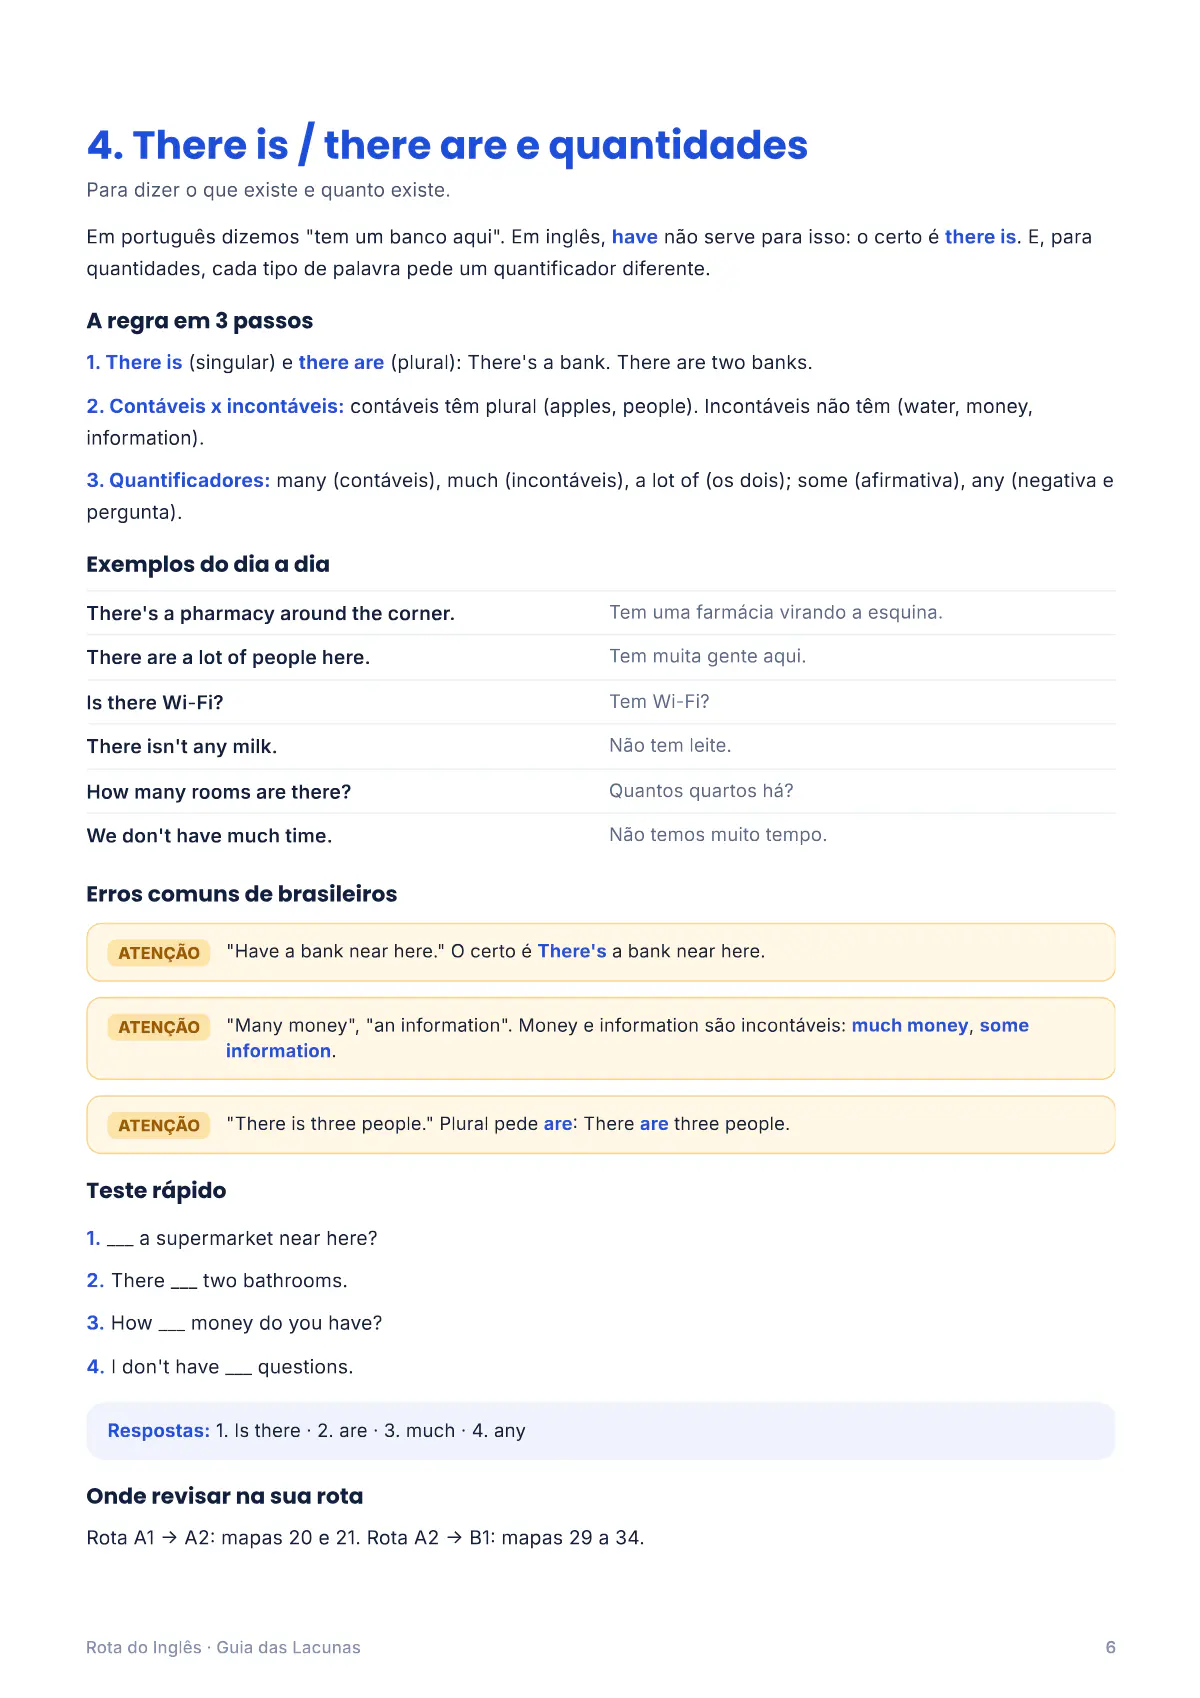 4. There is / there are e quantidades
Para dizer o que existe e quanto existe.
Em português dizemos "tem um banco aqui". Em inglês, have não serve para isso: o certo é there is. E, para
quantidades, cada tipo de palavra pede um quantificador diferente.
A regra em 3 passos
1. There is (singular) e there are (plural): There's a bank. There are two banks.
2. Contáveis x incontáveis: contáveis têm plural (apples, people). Incontáveis não têm (water, money,
information).
3. Quantificadores: many (contáveis), much (incontáveis), a lot of (os dois); some (afirmativa), any (negativa e
pergunta).
Exemplos do dia a dia
There's a pharmacy around the corner. Tem uma farmácia virando a esquina.
There are a lot of people here. Tem muita gente aqui.
Is there Wi-Fi? Tem Wi-Fi?
There isn't any milk. Não tem leite.
How many rooms are there? Quantos quartos há?
We don't have much time. Não temos muito tempo.
Erros comuns de brasileiros
ATENÇÃO "Have a bank near here." O certo é There's a bank near here.
ATENÇÃO "Many money", "an information". Money e information são incontáveis: much money, some
information.
ATENÇÃO "There is three people." Plural pede are: There are three people.
Teste rápido
1. ___ a supermarket near here?
2. There ___ two bathrooms.
3. How ___ money do you have?
4. I don't have ___ questions.
Respostas: 1. Is there · 2. are · 3. much · 4. any
Onde revisar na sua rota
Rota A1 → A2: mapas 20 e 21. Rota A2 → B1: mapas 29 a 34.
Rota do Inglês · Guia das Lacunas 6